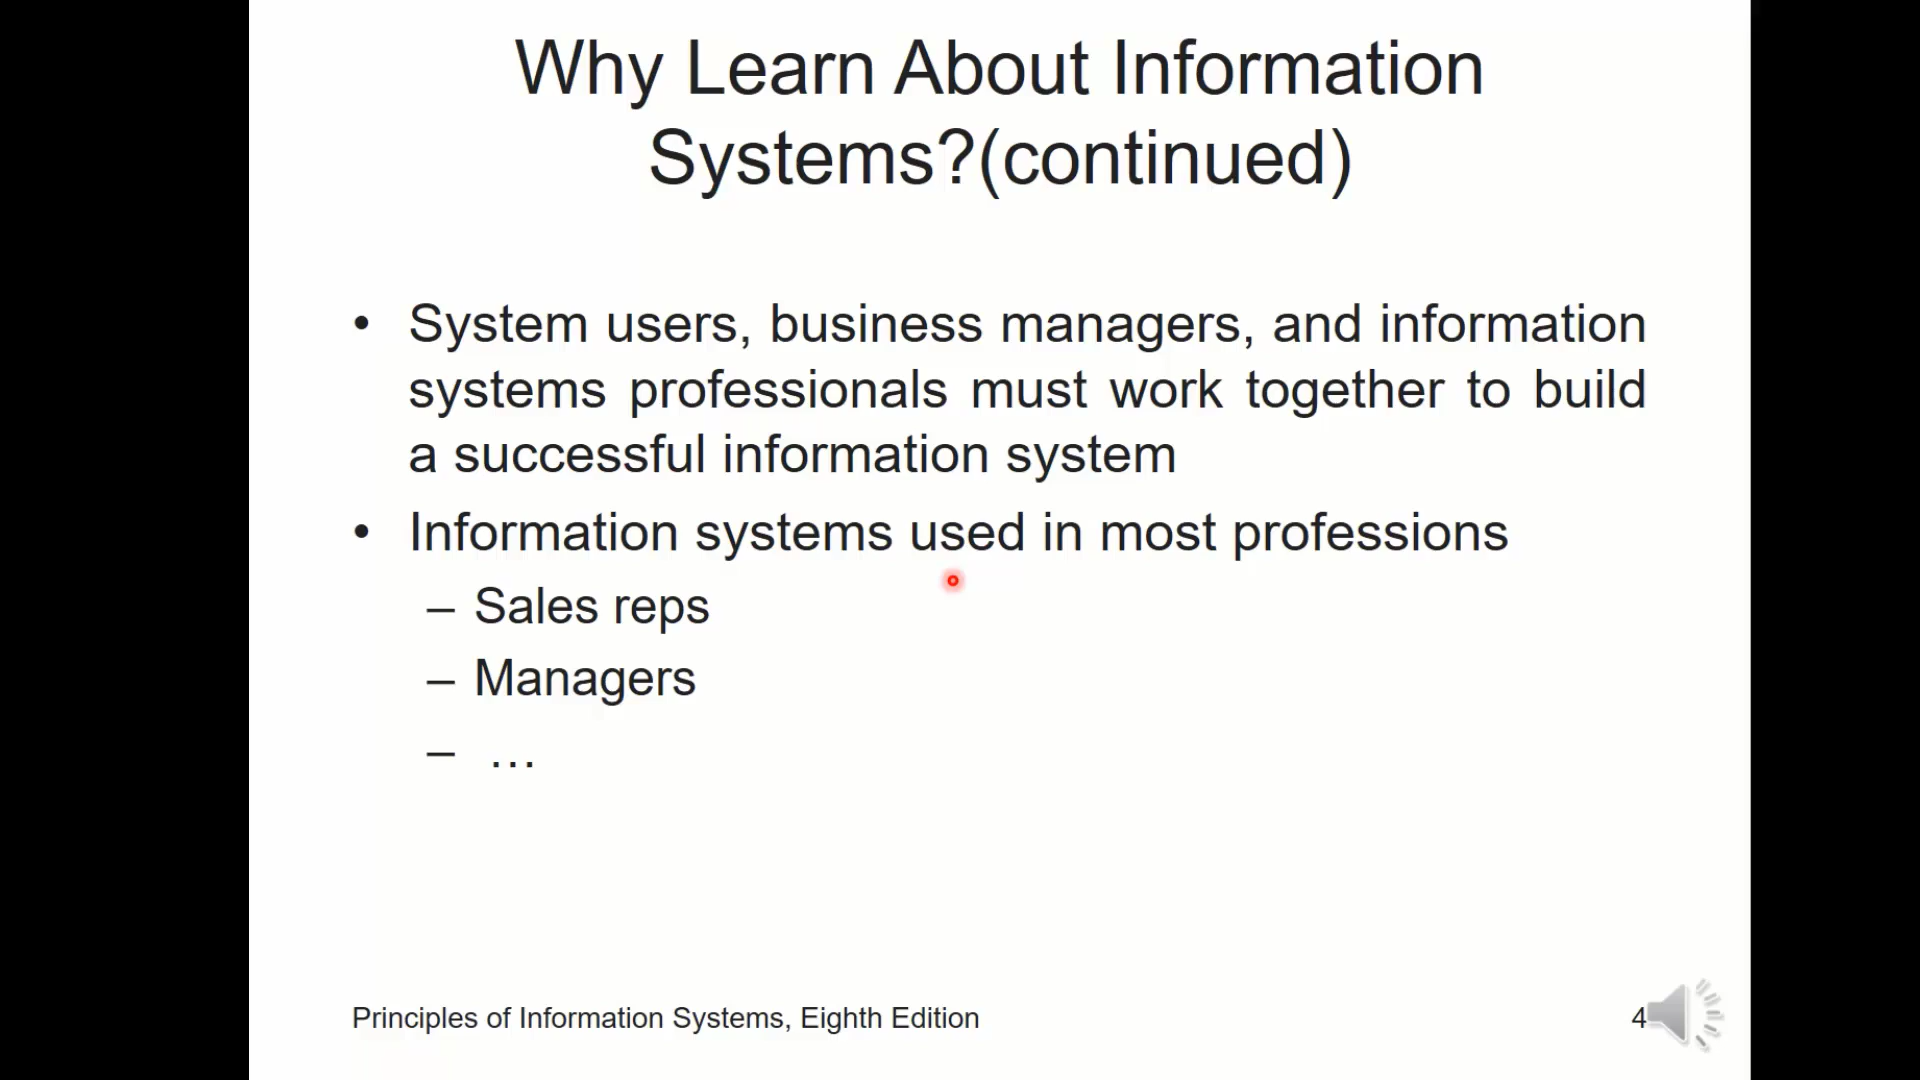 Why Learn About Information
Systems?(continued)
• System users, business managers, and information
systems professionals must work together to build
a successful information system
• Information systems used in most professions
– Sales reps
– Managers
– …
Principles of Information Systems, Eighth Edition
4